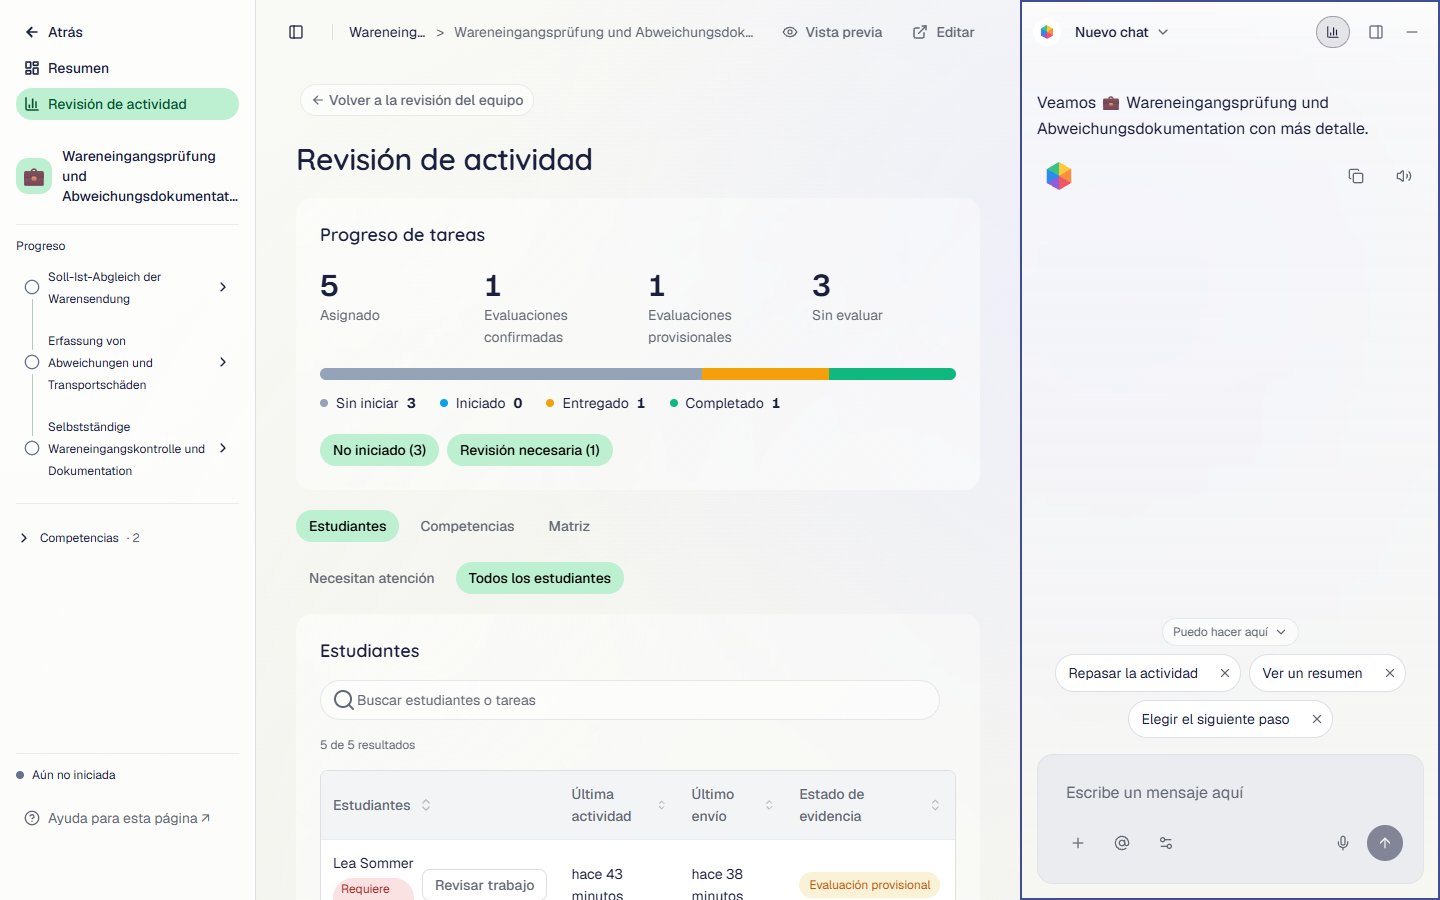 Atrás
Resumen
Revisión de actividad
Wareneingangsprüfung
und
Abweichungsdokumentat...
Progreso
Soll-Ist-Abgleich der
Warensendung
Erfassung von
Abweichungen und
Transportschäden
Selbstständige
Wareneingangskontrolle und
Dokumentation
Competencias · 2
Aún no iniciada
Ayuda para esta página
Wareneing... > Wareneingangsprüfung und Abweichungsdok...
Vista previa
Editar
Volver a la revisión del equipo
Revisión de actividad
Progreso de tareas
5 1 1 3
Asignado Evaluaciones Evaluaciones Sin evaluar
confirmadas provisionales
Sin iniciar 3 Iniciado 0 Entregado 1 Completado 1
No iniciado (3) Revisión necesaria (1)
Estudiantes Competencias Matriz
Necesitan atención Todos los estudiantes
Estudiantes
Buscar estudiantes o tareas
5 de 5 resultados
Estudiantes Última Último Estado de
actividad envío evidencia
Lea Sommer
Requiere
Revisar trabajo
hace 43 hace 38
minutos minutos
Evaluación provisional
Nuevo chat
Veamos 💼 Wareneingangsprüfung und
Abweichungsdokumentation con más detalle.
Puedo hacer aquí
Repasar la actividad Ver un resumen
Elegir el siguiente paso
Escribe un mensaje aquí